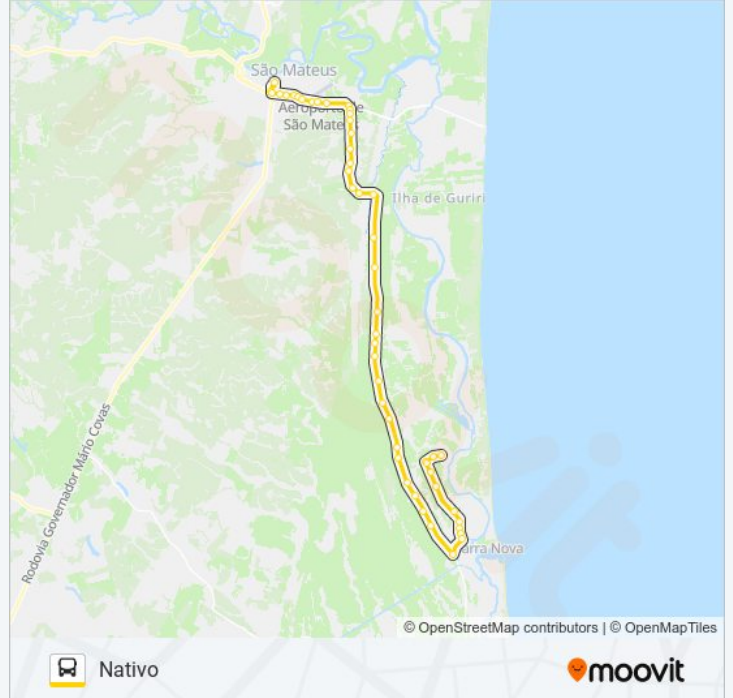 São Mateus
Aeroporto de
São Mateus
Ilha de Guriri
Rodovia Governador Mário Covas
arra Nova
© OpenStreetMap contributors | © OpenMapTiles
Nativo
moovit